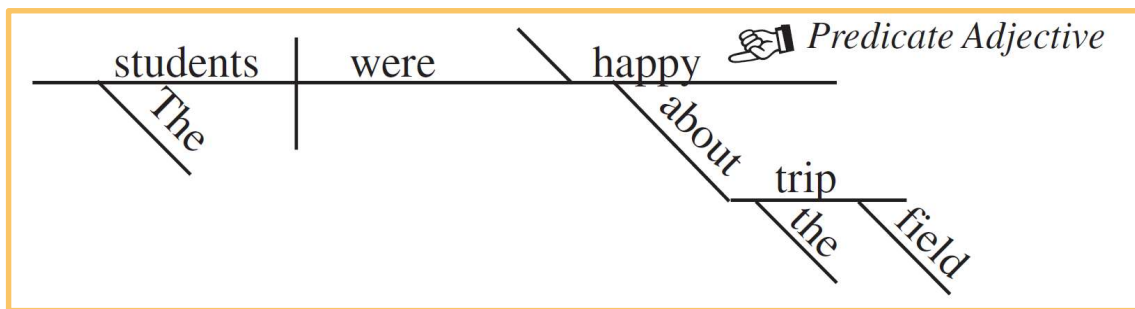 students were happy Predicate Adjective
The about
trip
the field